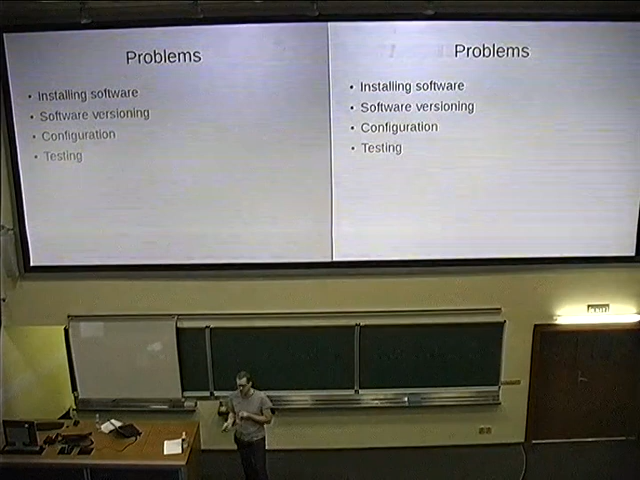 Problems
• Installing software
• Software versioning
• Configuration
• Testing
Problems
• Installing software
• Software versioning
• Configuration
• Testing